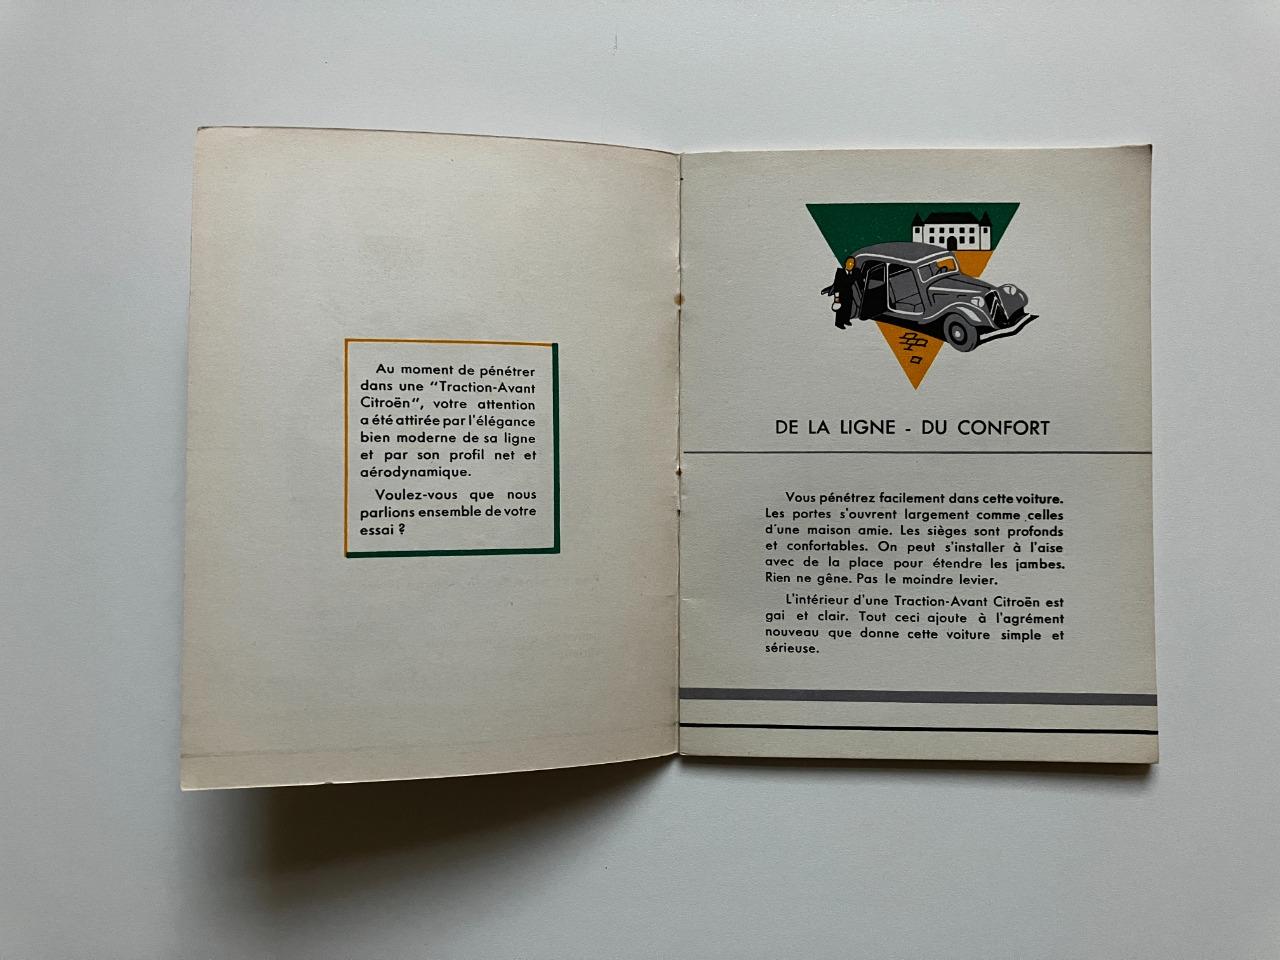 Au moment de pénétrer
dans une "Traction-Avant
Citroën", votre attention
a été attirée par l'élégance
bien moderne de sa ligne
et par son profil net et
aérodynamique.
Voulez-vous que nous
parlions ensemble de votre
essai ?
DE LA LIGNE - DU CONFORT
Vous pénétrez facilement dans cette voiture.
Les portes s'ouvrent largement comme celles
d'une maison amie. Les sièges sont profonds
et confortables. On peut s'installer à l'aise
avec de la place pour étendre les jambes.
Rien ne gêne. Pas le moindre levier.
L'intérieur d'une Traction-Avant Citroën est
gai et clair. Tout ceci ajoute à l'agrément
nouveau que donne cette voiture simple et
sérieuse.